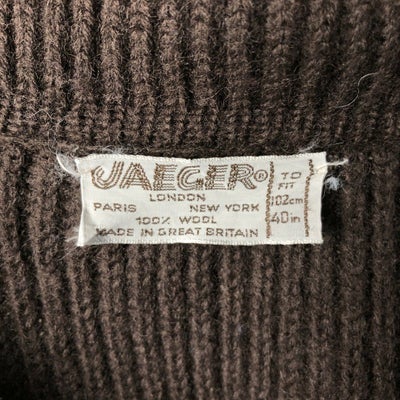 JAEGER®
LONDON
PARIS NEW YORK
100% WOOL
MADE IN GREAT BRITAIN
TO
FIT
102cm
40in